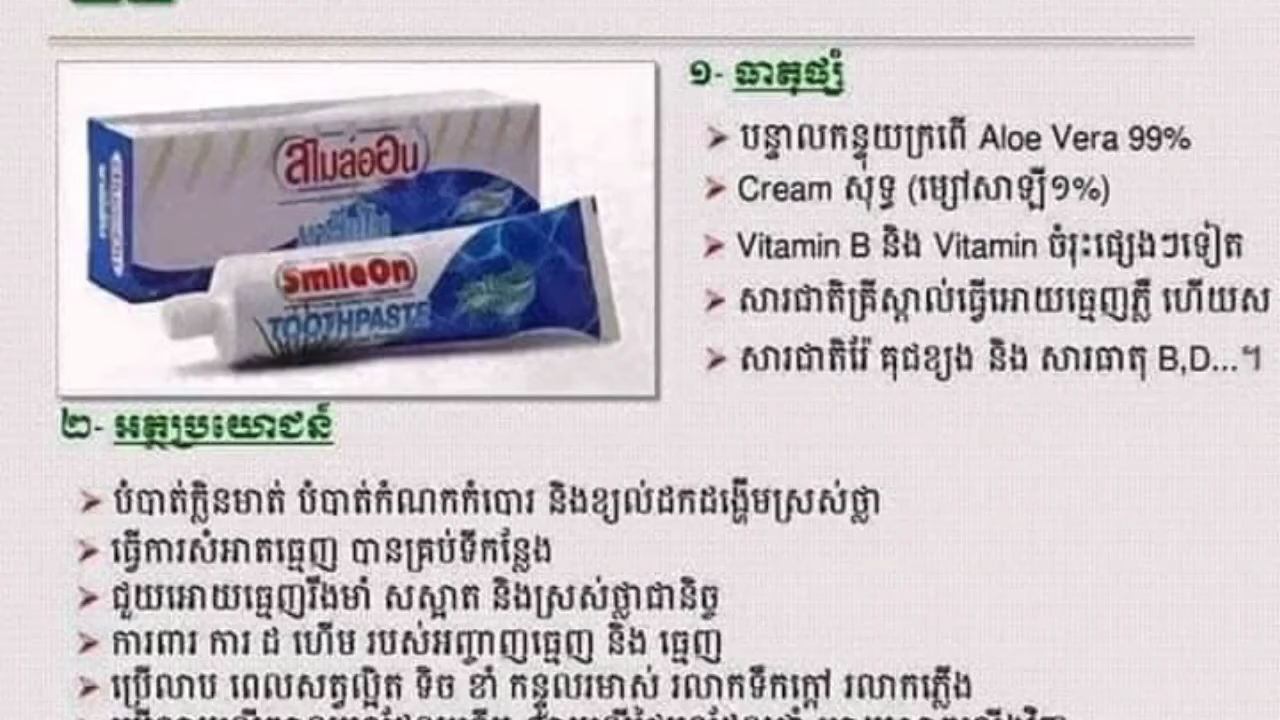 ១- ធាតុផ្សំ
បន្ទាលកន្ទុយក្រពើ Aloe Vera 99%
Cream សុទ្ធ (ម្សៅសាឡី១%)
Vitamin B និង Vitamin ចំរុះផ្សេងៗទៀត
សារជាតិគ្រីស្តាល់ធ្វើអោយធ្មេញភ្លឺ ហើយស
សារជាតិរ៉ែ គុជខ្យង និង សារធាតុ B,D...។
สไมล์ออน
SmileOn
TOOTHPASTE
២- អត្ថប្រយោជន៍
បំបាត់ក្លិនមាត់ បំបាត់កំណកកំបោរ និងខ្យល់ដកដង្ហើមស្រស់ថ្លា
ធ្វើការសំអាតធ្មេញ បានគ្រប់ទីកន្លែង
ជួយអោយធ្មេញរឹងមាំ សស្អាត និងស្រស់ថ្លាជានិច្ច
ការពារ ការ ដ ហើម របស់អញ្ចាញធ្មេញ និង ធ្មេញ
ប្រើលាប ពេលសត្វល្អិត ទិច ខាំ កន្ទួលរមាស់ រលាកទឹកក្តៅ រលាកភ្លើង